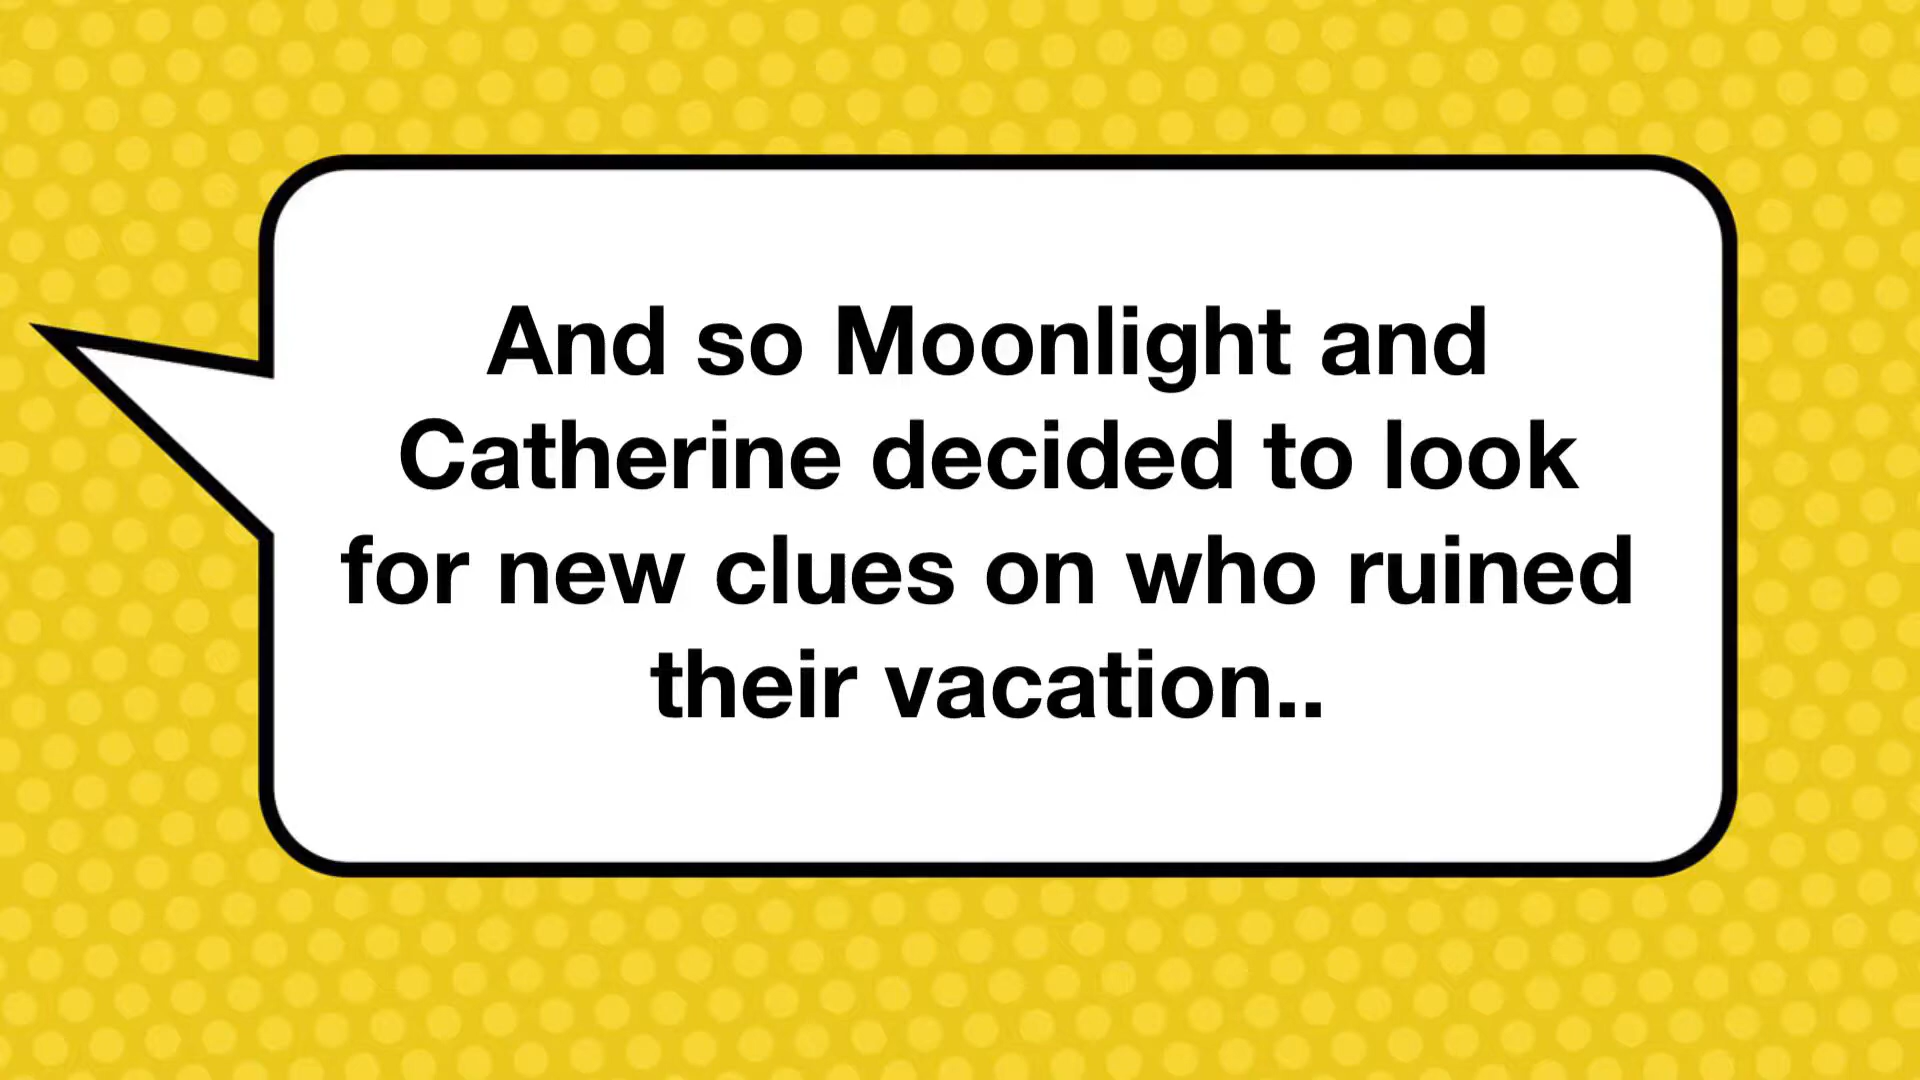 And so Moonlight and
Catherine decided to look
for new clues on who ruined
their vacation..